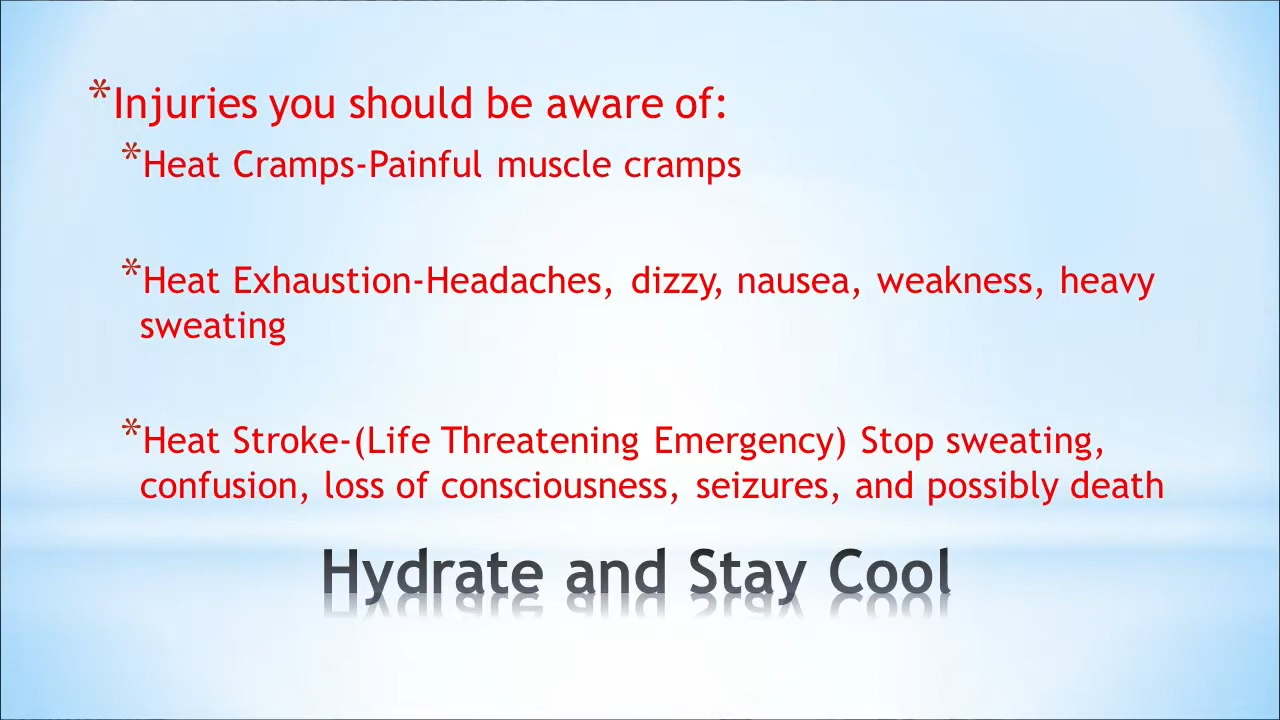 *Injuries you should be aware of:
*Heat Cramps-Painful muscle cramps
*Heat Exhaustion-Headaches, dizzy, nausea, weakness, heavy
sweating
*Heat Stroke-(Life Threatening Emergency) Stop sweating,
confusion, loss of consciousness, seizures, and possibly death
Hydrate and Stay Cool